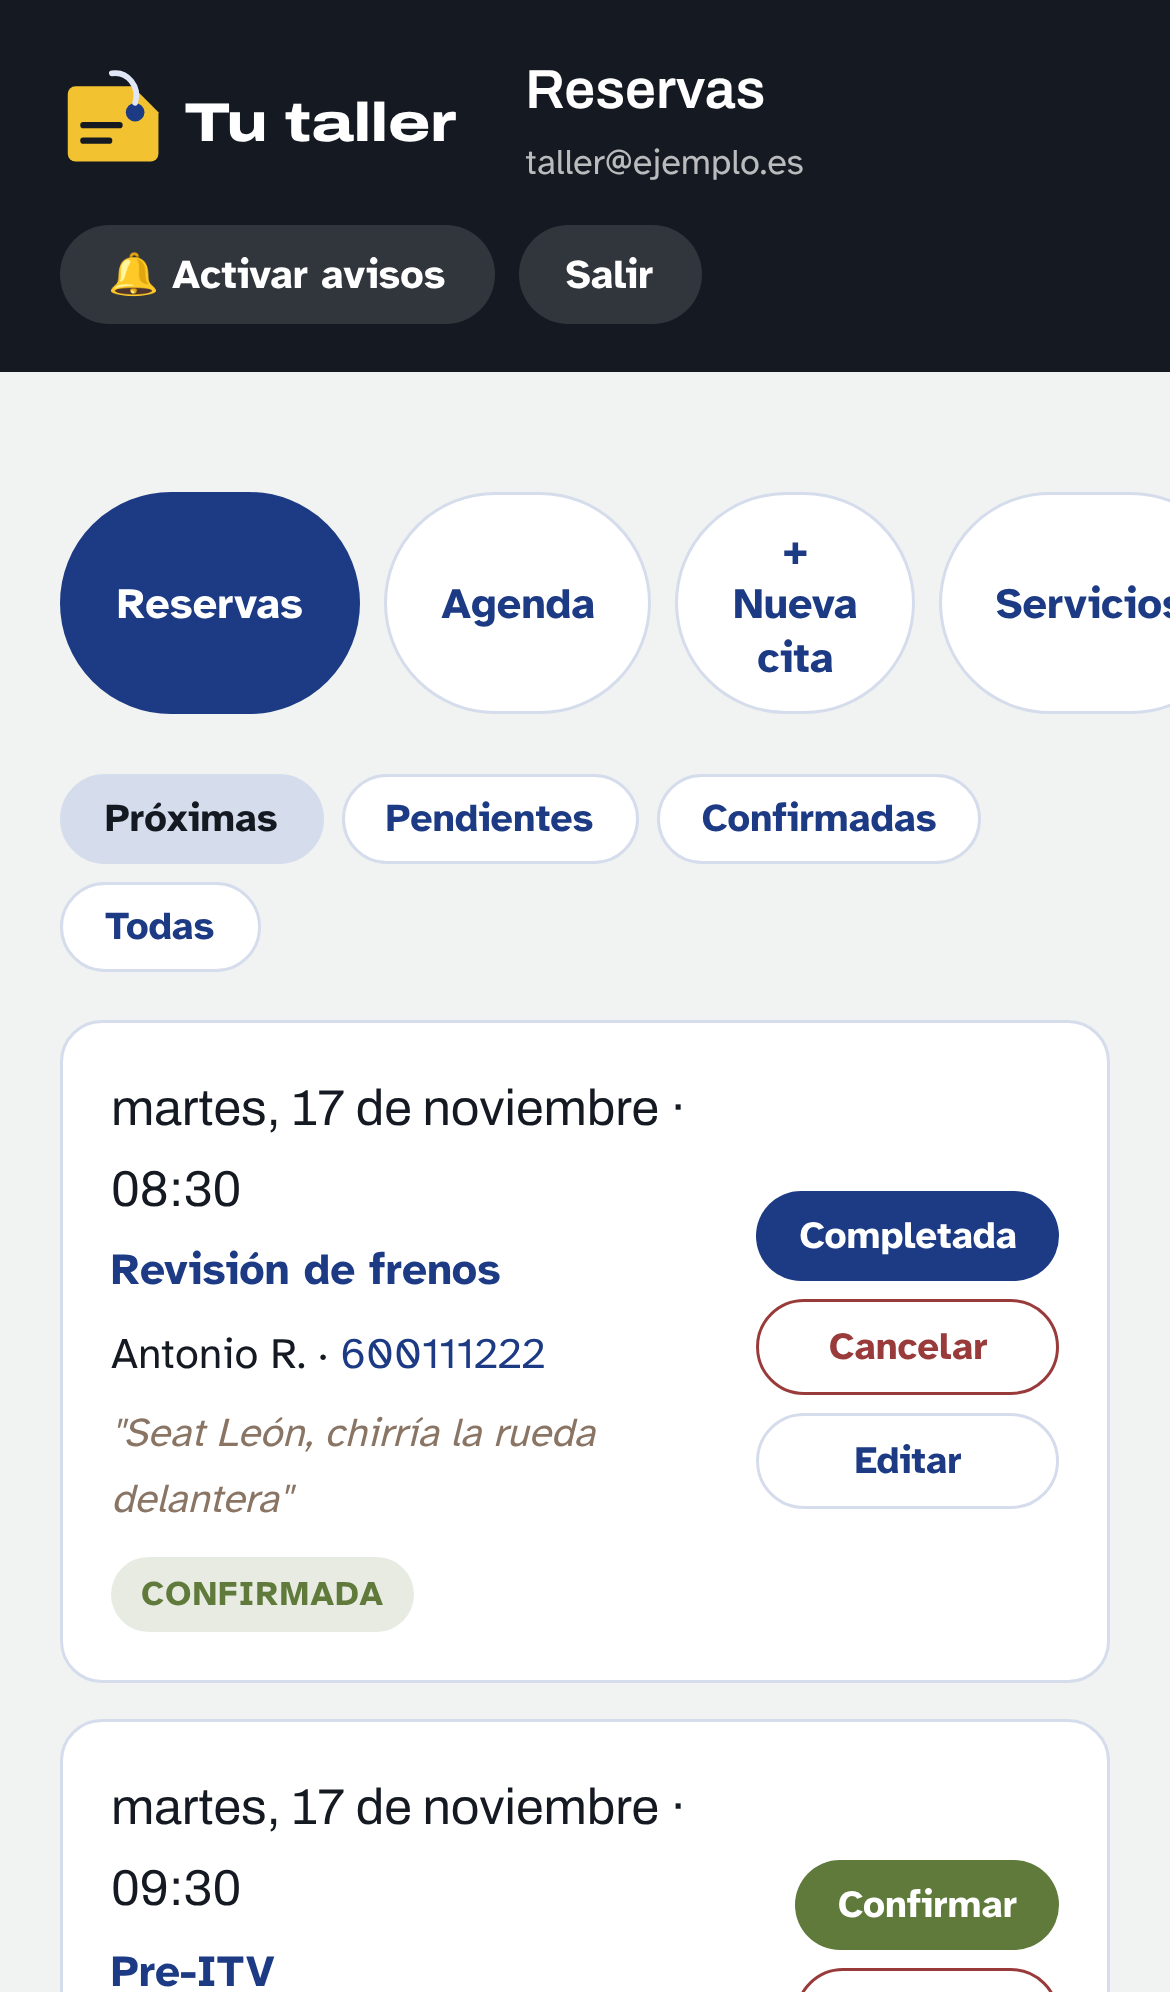 Tu taller
Reservas
taller@ejemplo.es
🔔 Activar avisos
Salir
Reservas
Agenda
+
Nueva
cita
Servicios
Próximas
Pendientes
Confirmadas
Todas
martes, 17 de noviembre ·
08:30
Revisión de frenos
Antonio R. · 600111222
"Seat León, chirría la rueda
delantera"
CONFIRMADA
Completada
Cancelar
Editar
martes, 17 de noviembre ·
09:30
Pre-ITV
Confirmar